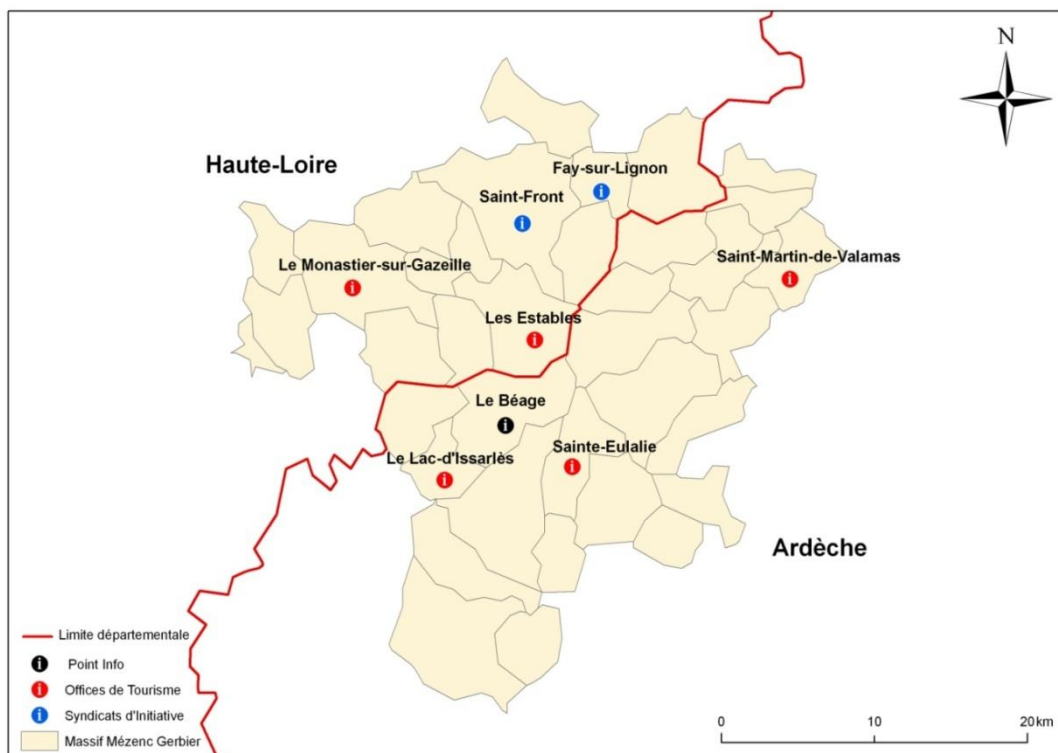 N
Haute-Loire
Fay-sur-Lignon
Saint-Front
Saint-Martin-de-Valamas
Le Monastier-sur-Gazeille
Les Estables
Le Béage
Sainte-Eulalie
Le Lac-d'Issarlès
Ardèche
Limite départementale
Point Info
Offices de Tourisme
Syndicats d'Initiative
Massif Mézenc Gerbier
0 10 20 km